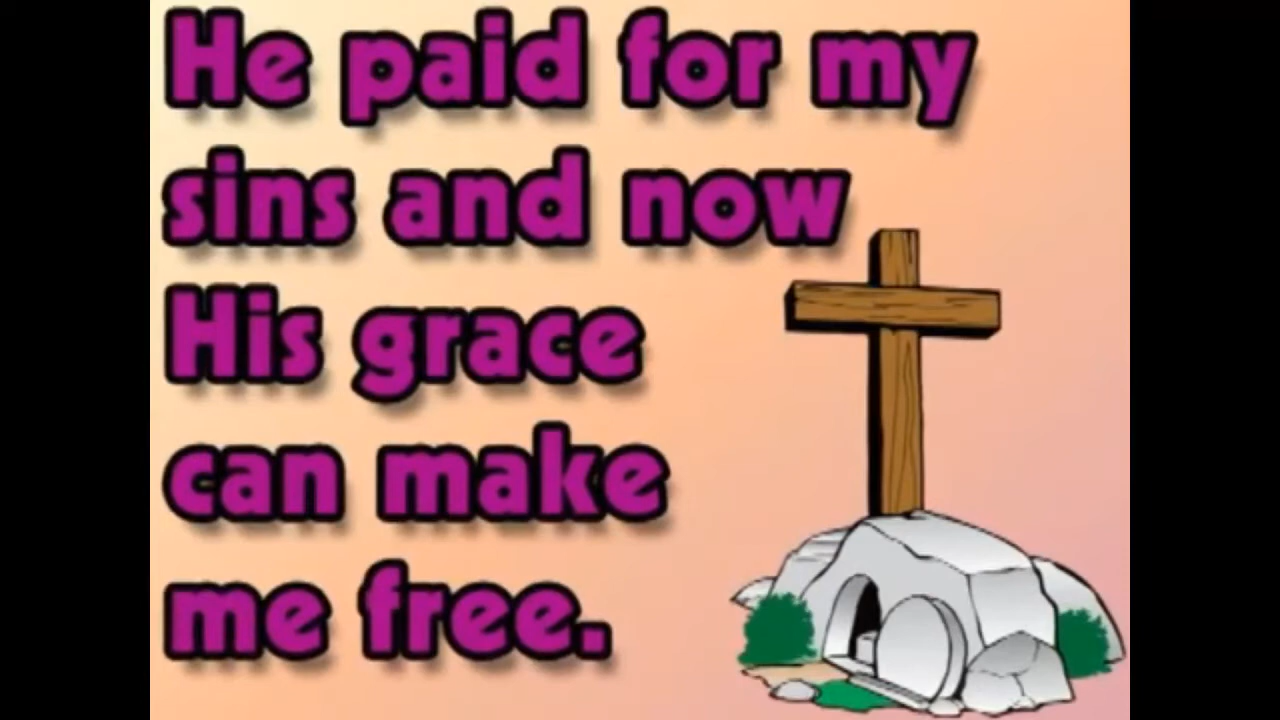 He paid for my
sins and now
His grace
can make
me free.